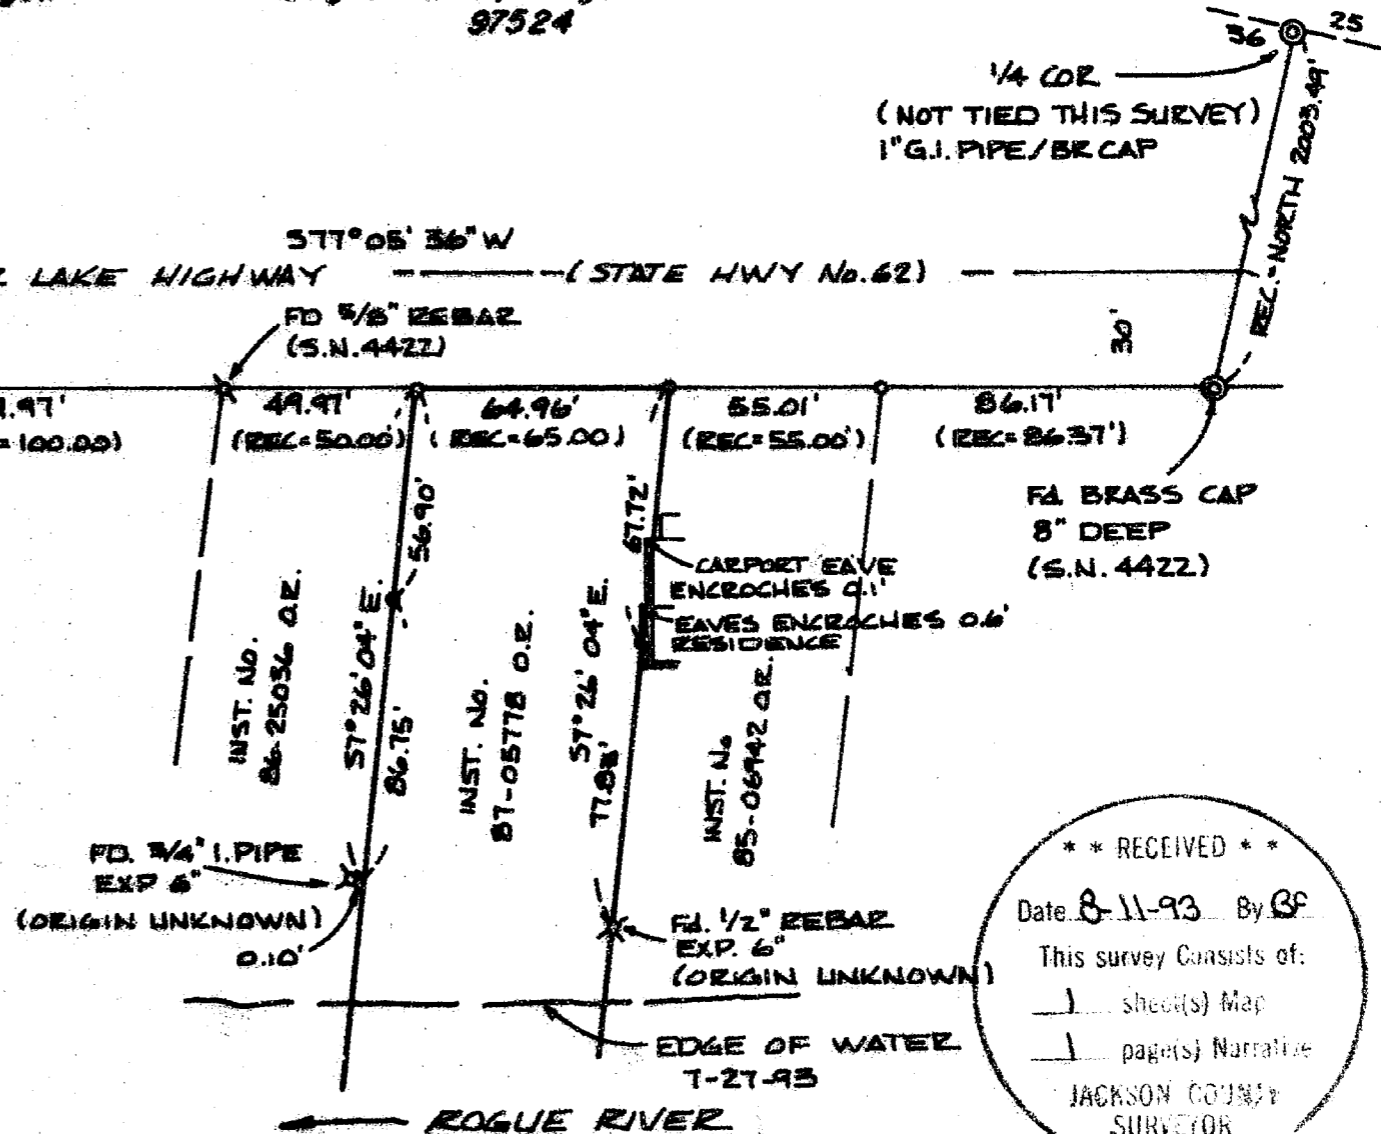 97524
36
25
1/4 COR
(NOT TIED THIS SURVEY)
1" G.I. PIPE/BR CAP
(REC.=NORTH 2003.49'
S77°05'36"W
LAKE HIGHWAY
(STATE HWY No.62)
FD 5/8" REBAR
(S.N.4422)
30'
.97'
49.97'
64.96'
55.01'
86.17'
=100.00)
(REC=50.00')
(REC=65.00)
(REC=55.00')
(REC=86.37')
Fd. BRASS CAP
8" DEEP
(S.N. 4422)
56.90'
67.72'
CARPORT EAVE
ENCROCHES 0.1'
EAVES ENCROACHES 0.6'
RESIDENCE
INST. No.
86-25036 O.R.
S7°26'04"E.
86.75'
INST. No.
87-05778 O.R.
S7°26'04"E.
77.88'
INST. No
85-06942 O.R.
FD. 3/4" I.PIPE
EXP 6"
(ORIGIN UNKNOWN)
0.10'
Fd. 1/2" REBAR
EXP. 6"
(ORIGIN UNKNOWN)
EDGE OF WATER
7-27-93
ROGUE RIVER
* * RECEIVED * *
Date 8-11-93 By BF
This survey Consists of:
1 sheet(s) Map
1 page(s) Narrative
JACKSON COUNTY
SURVEYOR